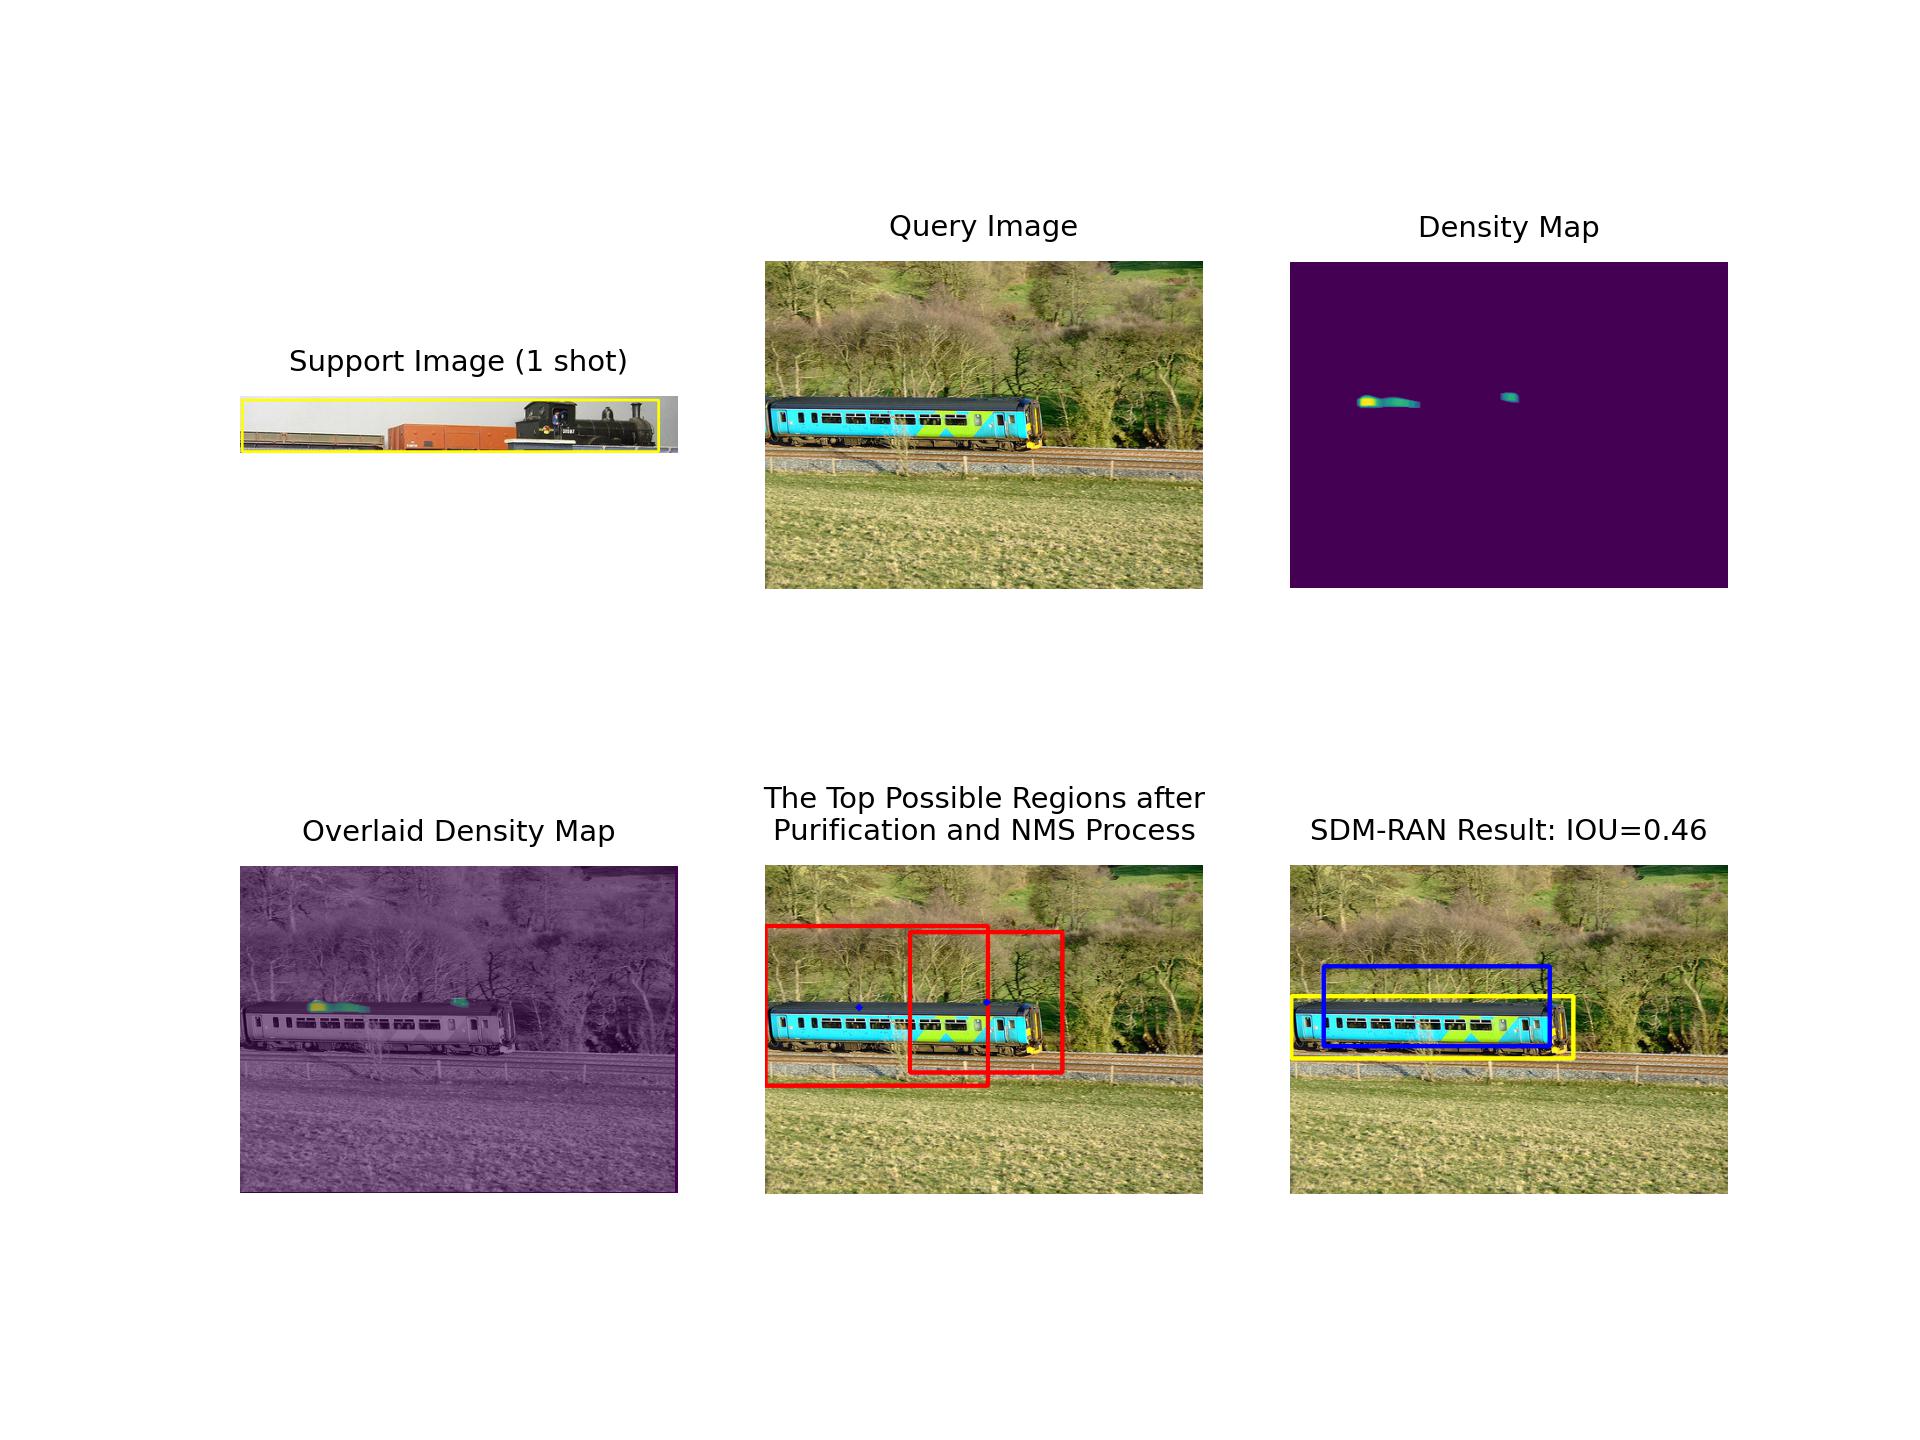 Support Image (1 shot)
Query Image
Density Map
Overlaid Density Map
The Top Possible Regions after
Purification and NMS Process
SDM-RAN Result: IOU=0.46